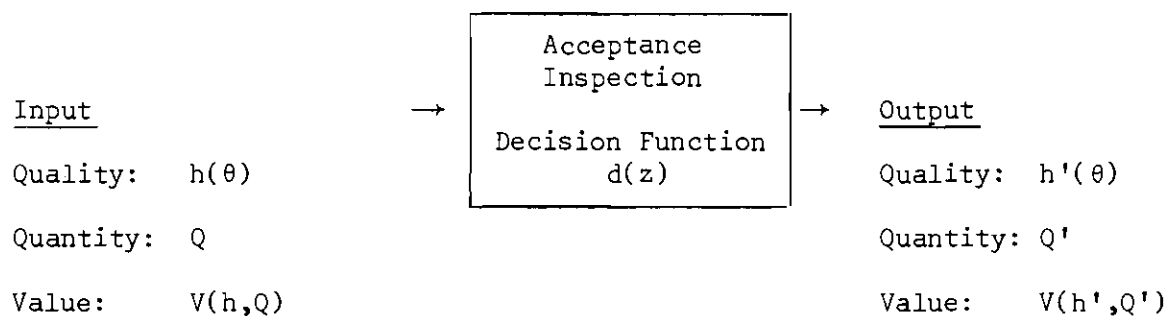 Acceptance
Inspection
Input → → Output
Decision Function
Quality: h(θ) d(z) Quality: h'(θ)
Quantity: Q Quantity: Q'
Value: V(h,Q) Value: V(h',Q')